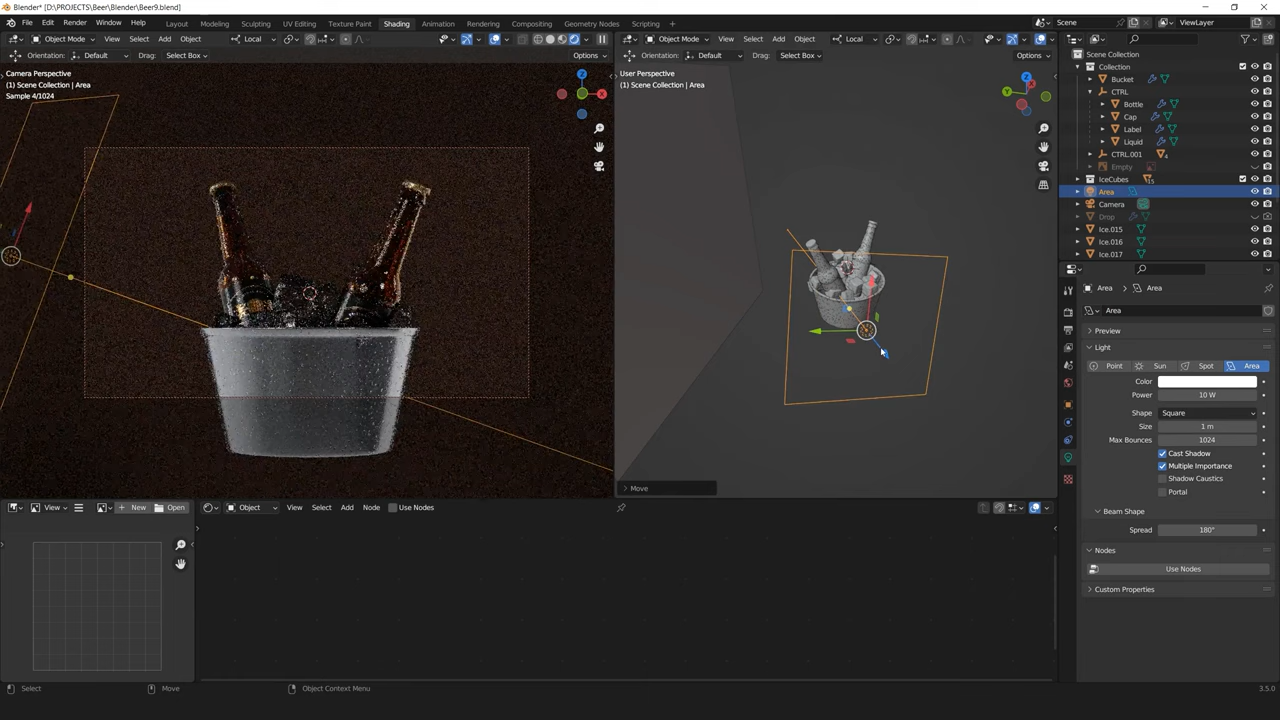 Blender* [D:\PROJECTS\Beer\Blender\Beer9.blend]
File Edit Render Window Help Layout Modeling Sculpting UV Editing Texture Paint Shading Animation Rendering Compositing Geometry Nodes Scripting + Scene ViewLayer
Object Mode View Select Add Object Local
Object Mode View Select Add Object Local
Orientation: Default Drag: Select Box Options
Orientation: Default Drag: Select Box Options
Camera Perspective
(1) Scene Collection | Area
Sample 4/1024
User Perspective
(1) Scene Collection | Area
Z
X
Z
X
Y
Move
Scene Collection
Collection
Bucket
CTRL
Bottle
Cap
Label
Liquid
CTRL.001 4
Empty
IceCubes 15
Area
Camera
Drop
Ice.015
Ice.016
Ice.017
Area Area
Area
Preview
Light
Point Sun Spot Area
Color
Power 10 W
Shape Square
Size 1 m
Max Bounces 1024
Cast Shadow
Multiple Importance
Shadow Caustics
Portal
Beam Shape
Spread 180°
Nodes
Use Nodes
Custom Properties
View New Open
Object View Select Add Node Use Nodes
Select Move Object Context Menu 3.5.0